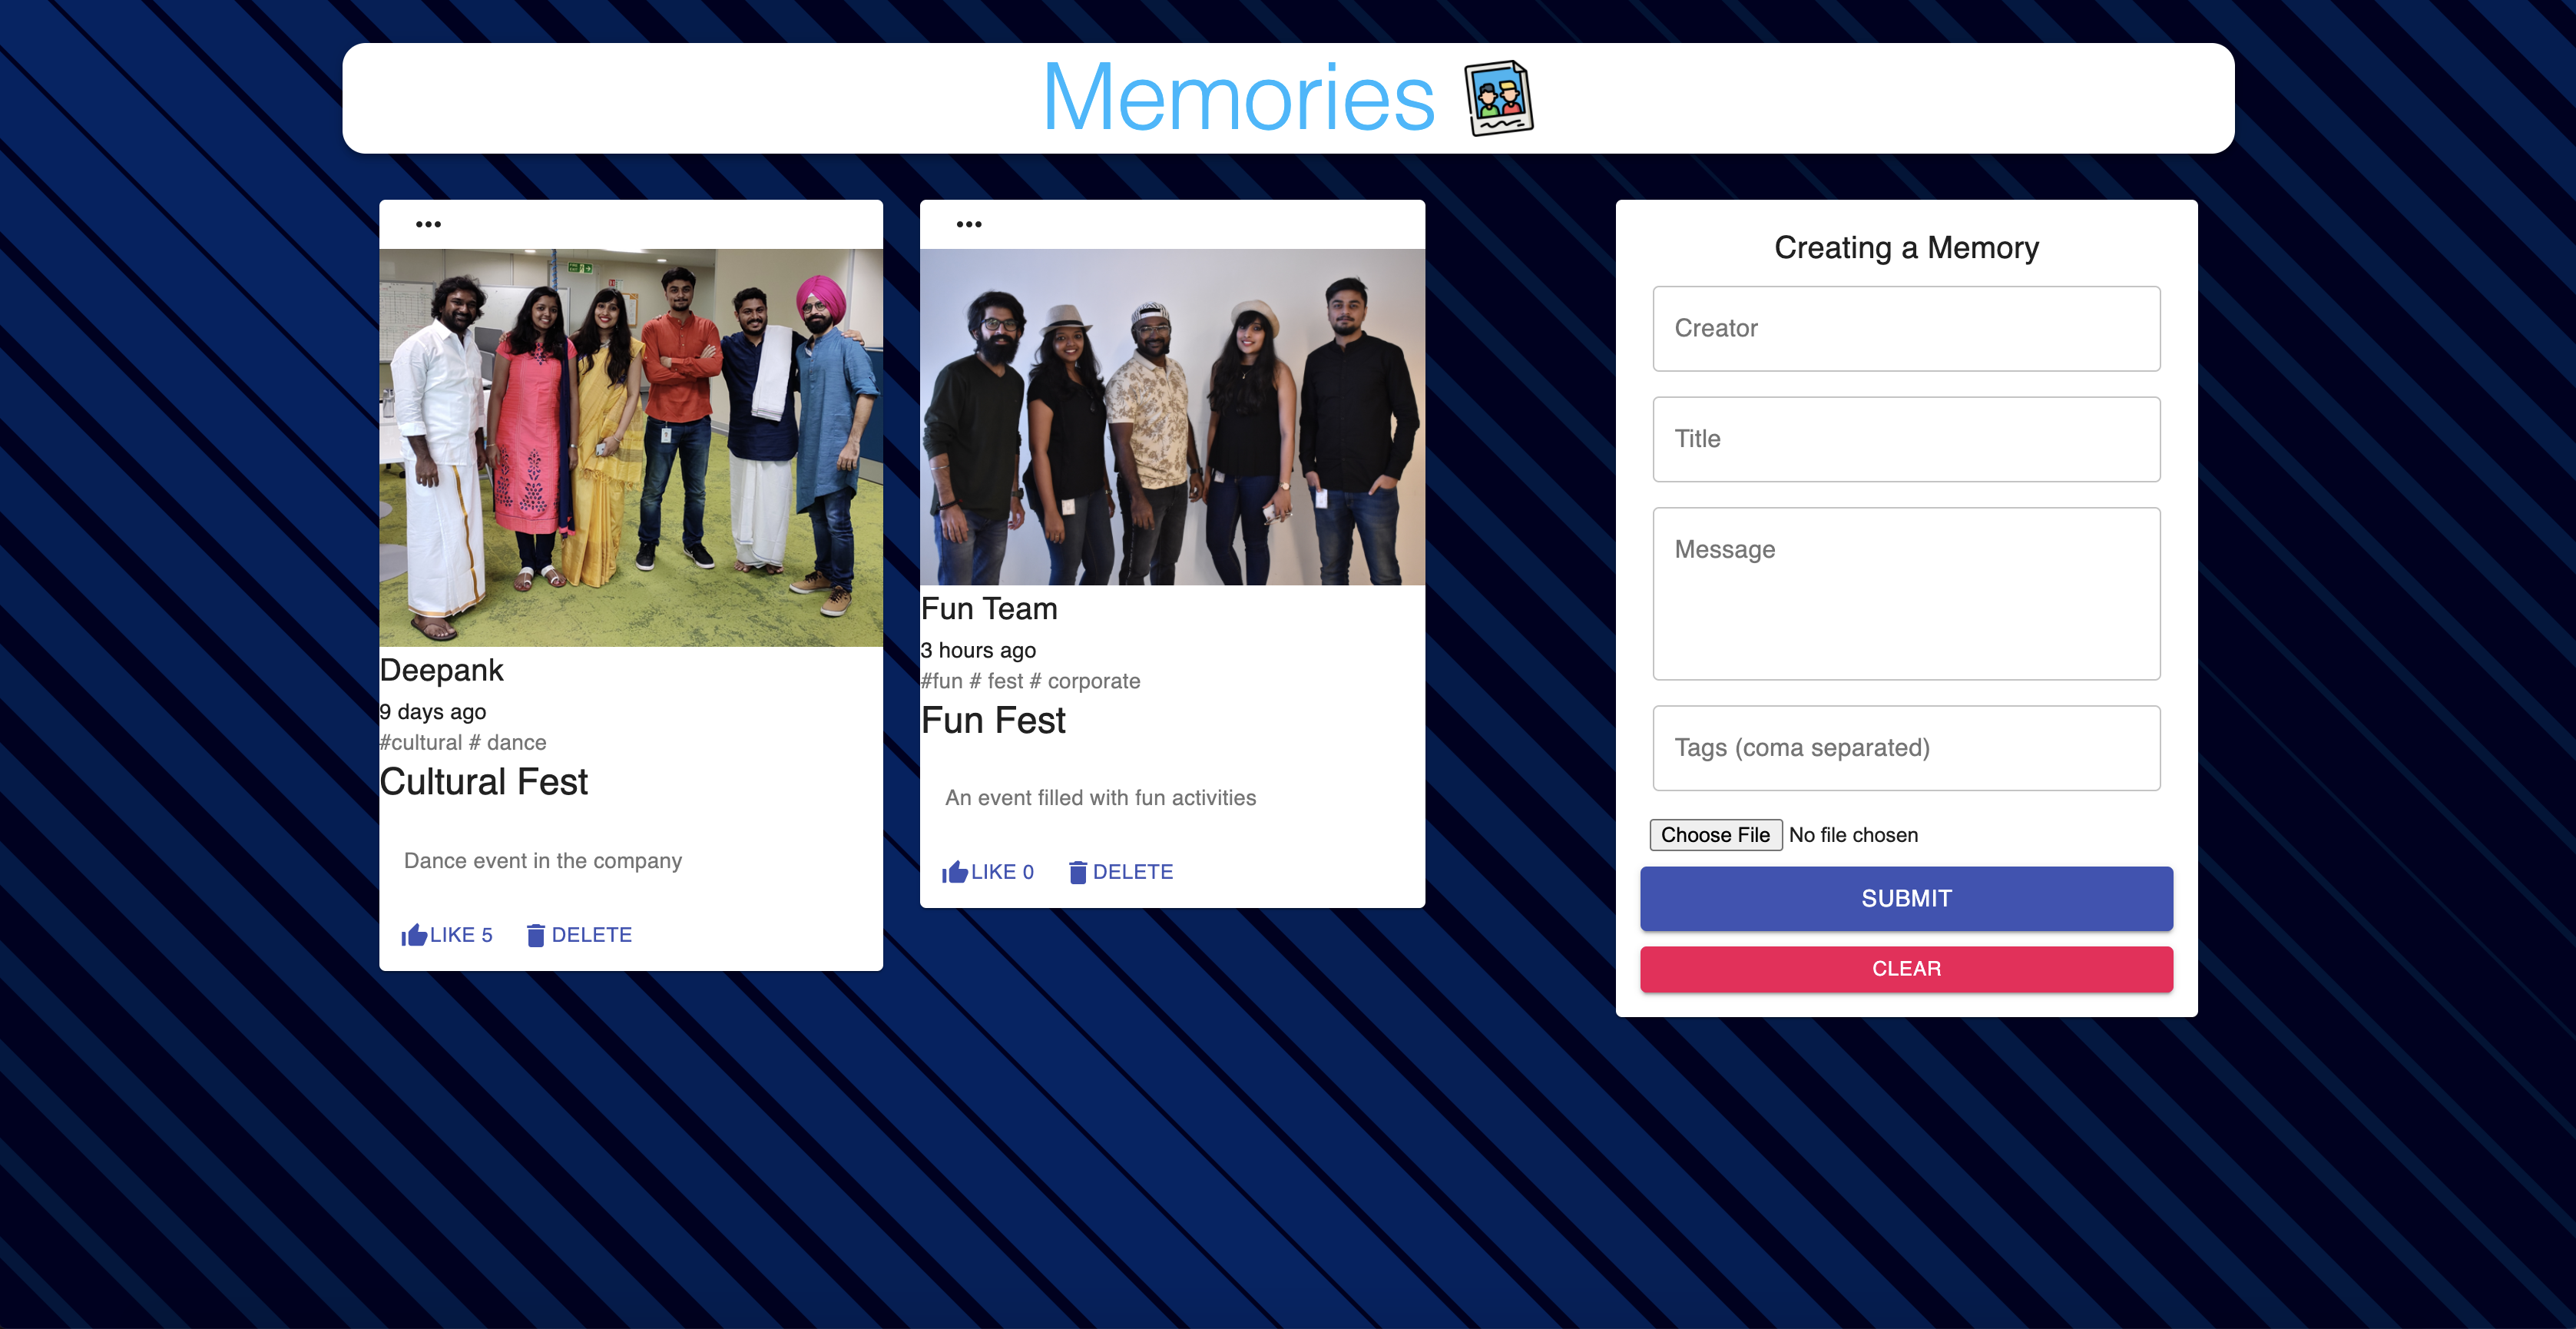 Memories
Deepank
9 days ago
#cultural # dance
Cultural Fest
Dance event in the company
LIKE 5 DELETE
Fun Team
3 hours ago
#fun # fest # corporate
Fun Fest
An event filled with fun activities
LIKE 0 DELETE
Creating a Memory
Creator
Title
Message
Tags (coma separated)
Choose File No file chosen
SUBMIT
CLEAR